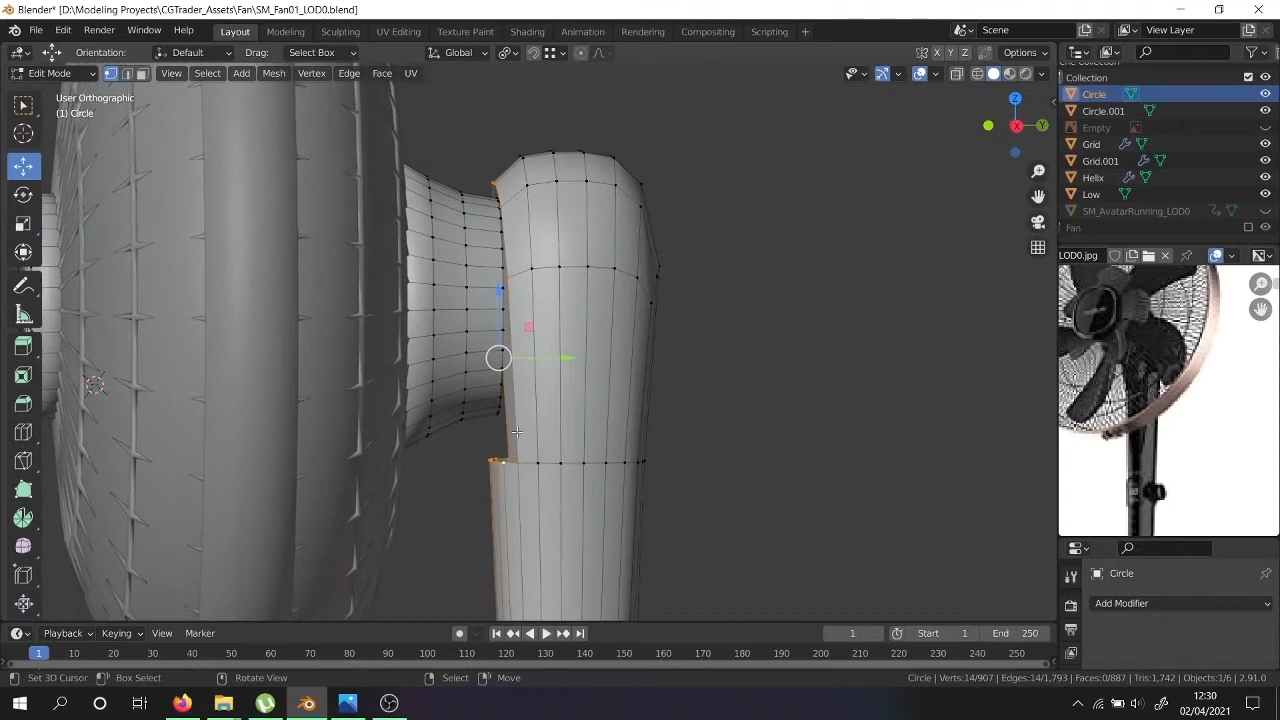 Blender* [D:\Modeling Projects\CGTrader_Assets\Fan\SM_Fan01_LOD0.blend]
File Edit Render Window Help Layout Modeling Sculpting UV Editing Texture Paint Shading Animation Rendering Compositing Scripting + Scene View Layer
Orientation: Default Drag: Select Box Global X Y Z Options
Edit Mode View Select Add Mesh Vertex Edge Face UV
Collection
User Orthographic
(1) Circle
Circle
Circle.001
Empty
Grid
Grid.001
Helix
Low
SM_AvatarRunning_LOD0
Fan
Z
X
Y
LOD0.jpg
Circle
Add Modifier
Playback Keying View Marker 1 Start 1 End 250
1 10 20 30 40 50 60 70 80 90 100 110 120 130 140 150 160 170 180 190 200 210 220 230 240 250
Set 3D Cursor Box Select Rotate View Select Move Circle | Verts:14/907 | Edges:14/1,793 | Faces:0/887 | Tris:1,742 | Objects:1/6 | 2.91.0
12:30
02/04/2021